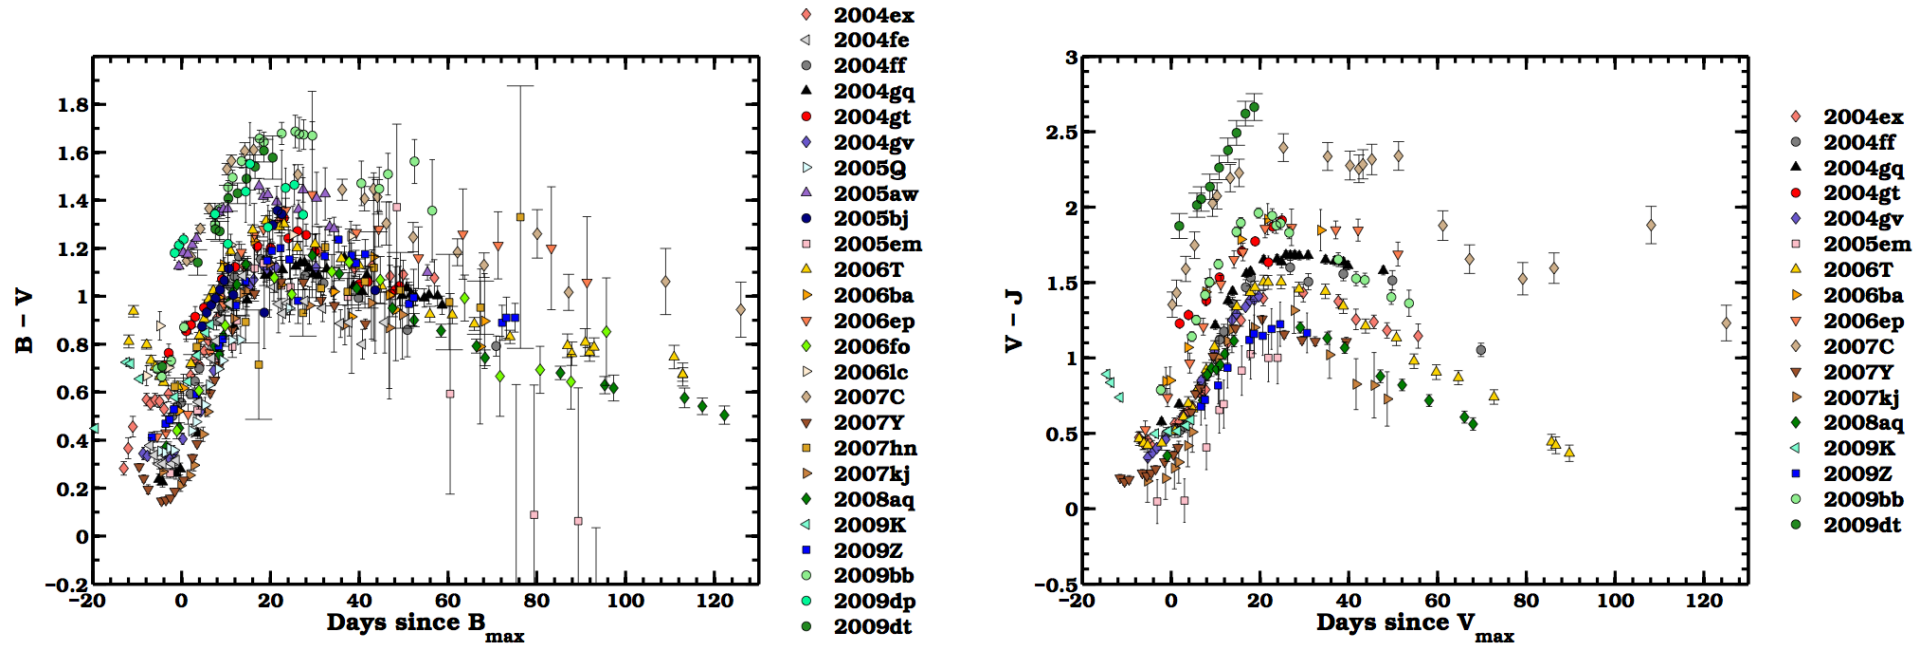 B − V
1.8
1.6
1.4
1.2
1
0.8
0.6
0.4
0.2
0
−0.2
−20 0 20 40 60 80 100 120
Days since Bmax
2004ex
2004fe
2004ff
2004gq
2004gt
2004gv
2005Q
2005aw
2005bj
2005em
2006T
2006ba
2006ep
2006fo
2006lc
2007C
2007Y
2007hn
2007kj
2008aq
2009K
2009Z
2009bb
2009dp
2009dt
V − J
3
2.5
2
1.5
1
0.5
0
−0.5
−20 0 20 40 60 80 100 120
Days since Vmax
2004ex
2004ff
2004gq
2004gt
2004gv
2005em
2006T
2006ba
2006ep
2007C
2007Y
2007kj
2008aq
2009K
2009Z
2009bb
2009dt